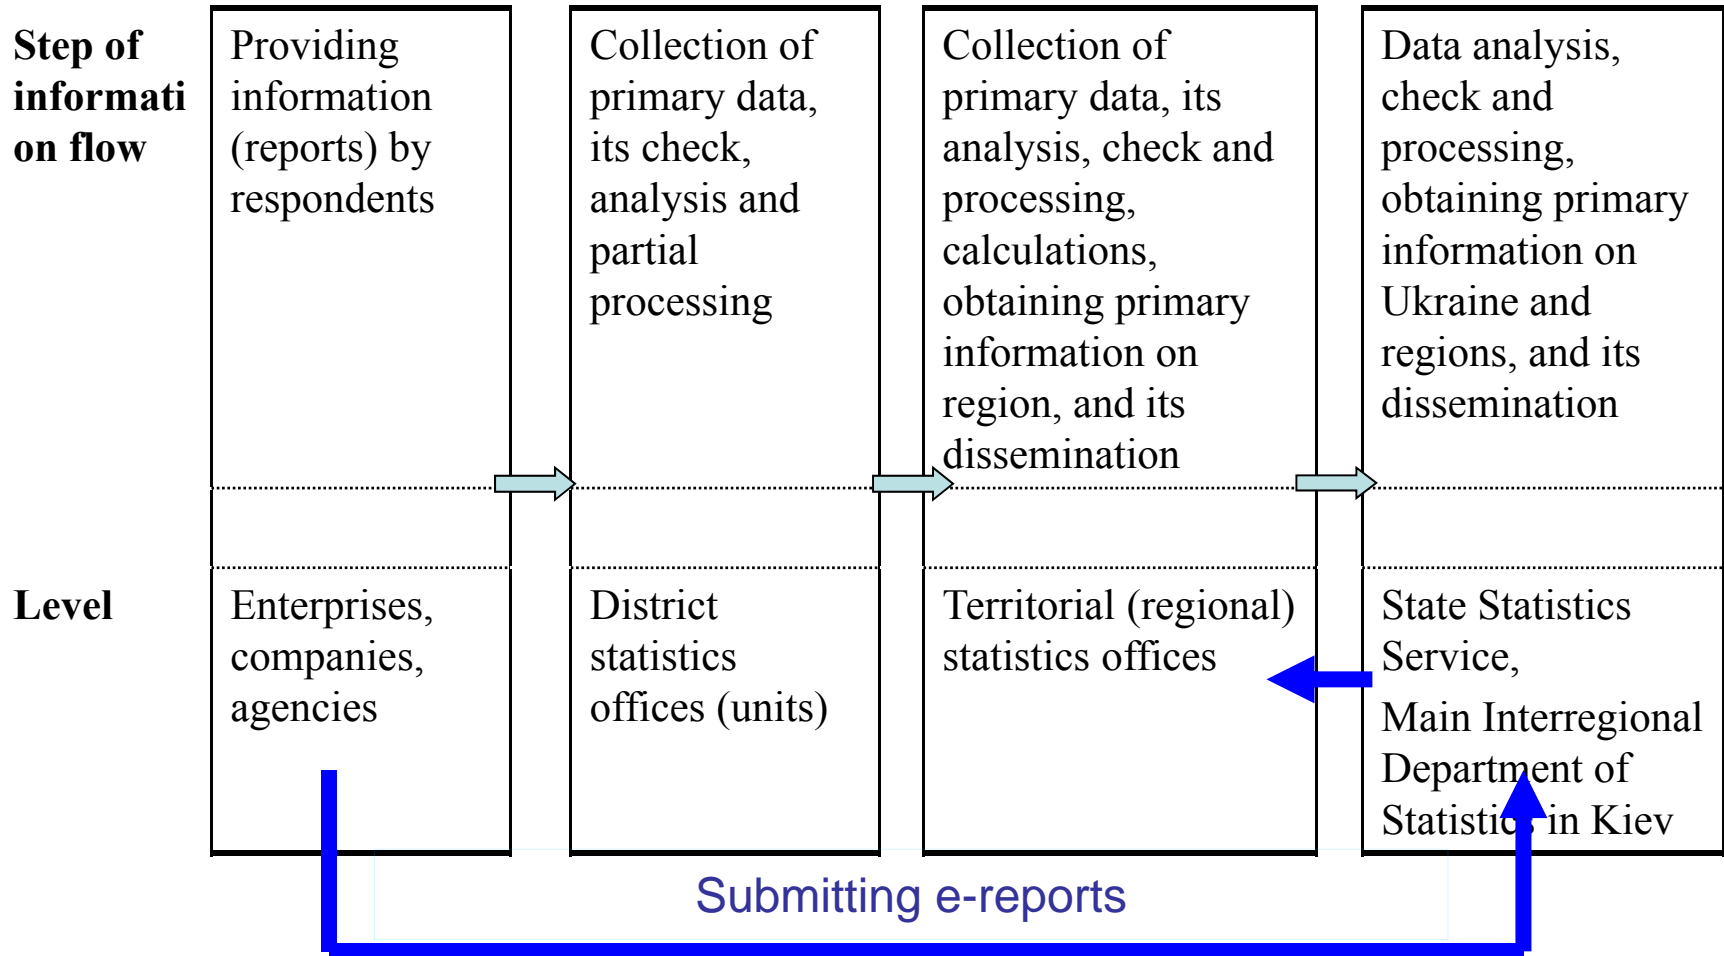 Step of
informati
on flow
Providing
information
(reports) by
respondents
Collection of
primary data,
its check,
analysis and
partial
processing
Collection of
primary data, its
analysis, check and
processing,
calculations,
obtaining primary
information on
region, and its
dissemination
Data analysis,
check and
processing,
obtaining primary
information on
Ukraine and
regions, and its
dissemination
Level
Enterprises,
companies,
agencies
District
statistics
offices (units)
Territorial (regional)
statistics offices
State Statistics
Service,
Main Interregional
Department of
Statistics in Kiev
Submitting e-reports